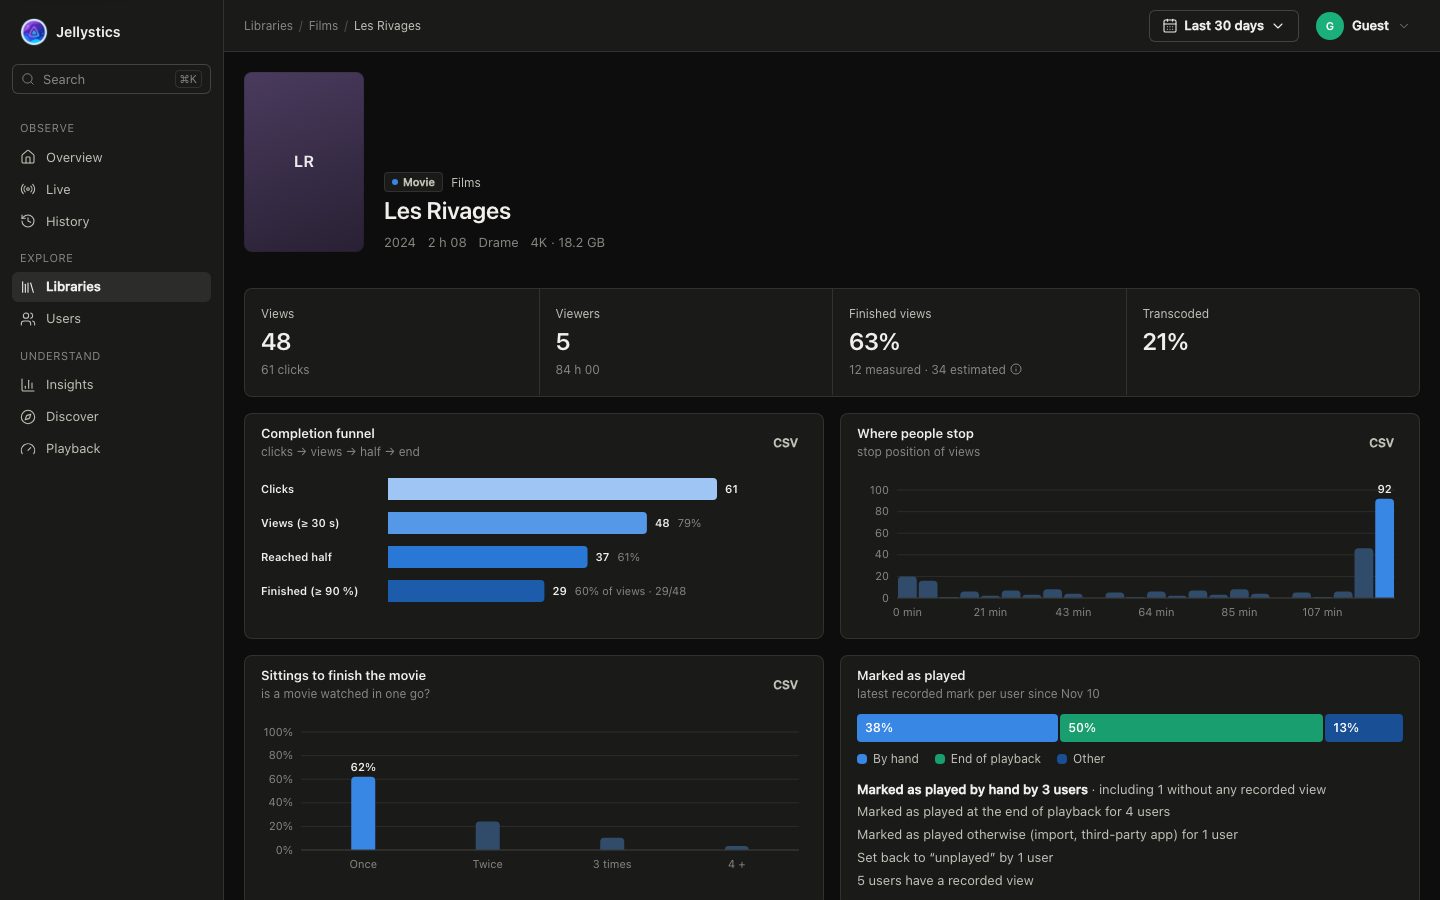 Jellystics
Search ⌘K
OBSERVE
Overview
Live
History
EXPLORE
Libraries
Users
UNDERSTAND
Insights
Discover
Playback
Libraries / Films / Les Rivages
Last 30 days
G Guest
LR
Movie Films
Les Rivages
2024 2 h 08 Drame 4K · 18.2 GB
Views
48
61 clicks
Viewers
5
84 h 00
Finished views
63%
12 measured · 34 estimated
Transcoded
21%
Completion funnel
clicks → views → half → end
CSV
Clicks 61
Views (≥ 30 s) 48 79%
Reached half 37 61%
Finished (≥ 90 %) 29 60% of views · 29/48
Where people stop
stop position of views
CSV
92
100
80
60
40
20
0
0 min 21 min 43 min 64 min 85 min 107 min
Sittings to finish the movie
is a movie watched in one go?
CSV
100%
80%
60%
40%
20%
0%
62%
Once Twice 3 times 4 +
Marked as played
latest recorded mark per user since Nov 10
38% 50% 13%
By hand End of playback Other
Marked as played by hand by 3 users · including 1 without any recorded view
Marked as played at the end of playback for 4 users
Marked as played otherwise (import, third-party app) for 1 user
Set back to “unplayed” by 1 user
5 users have a recorded view